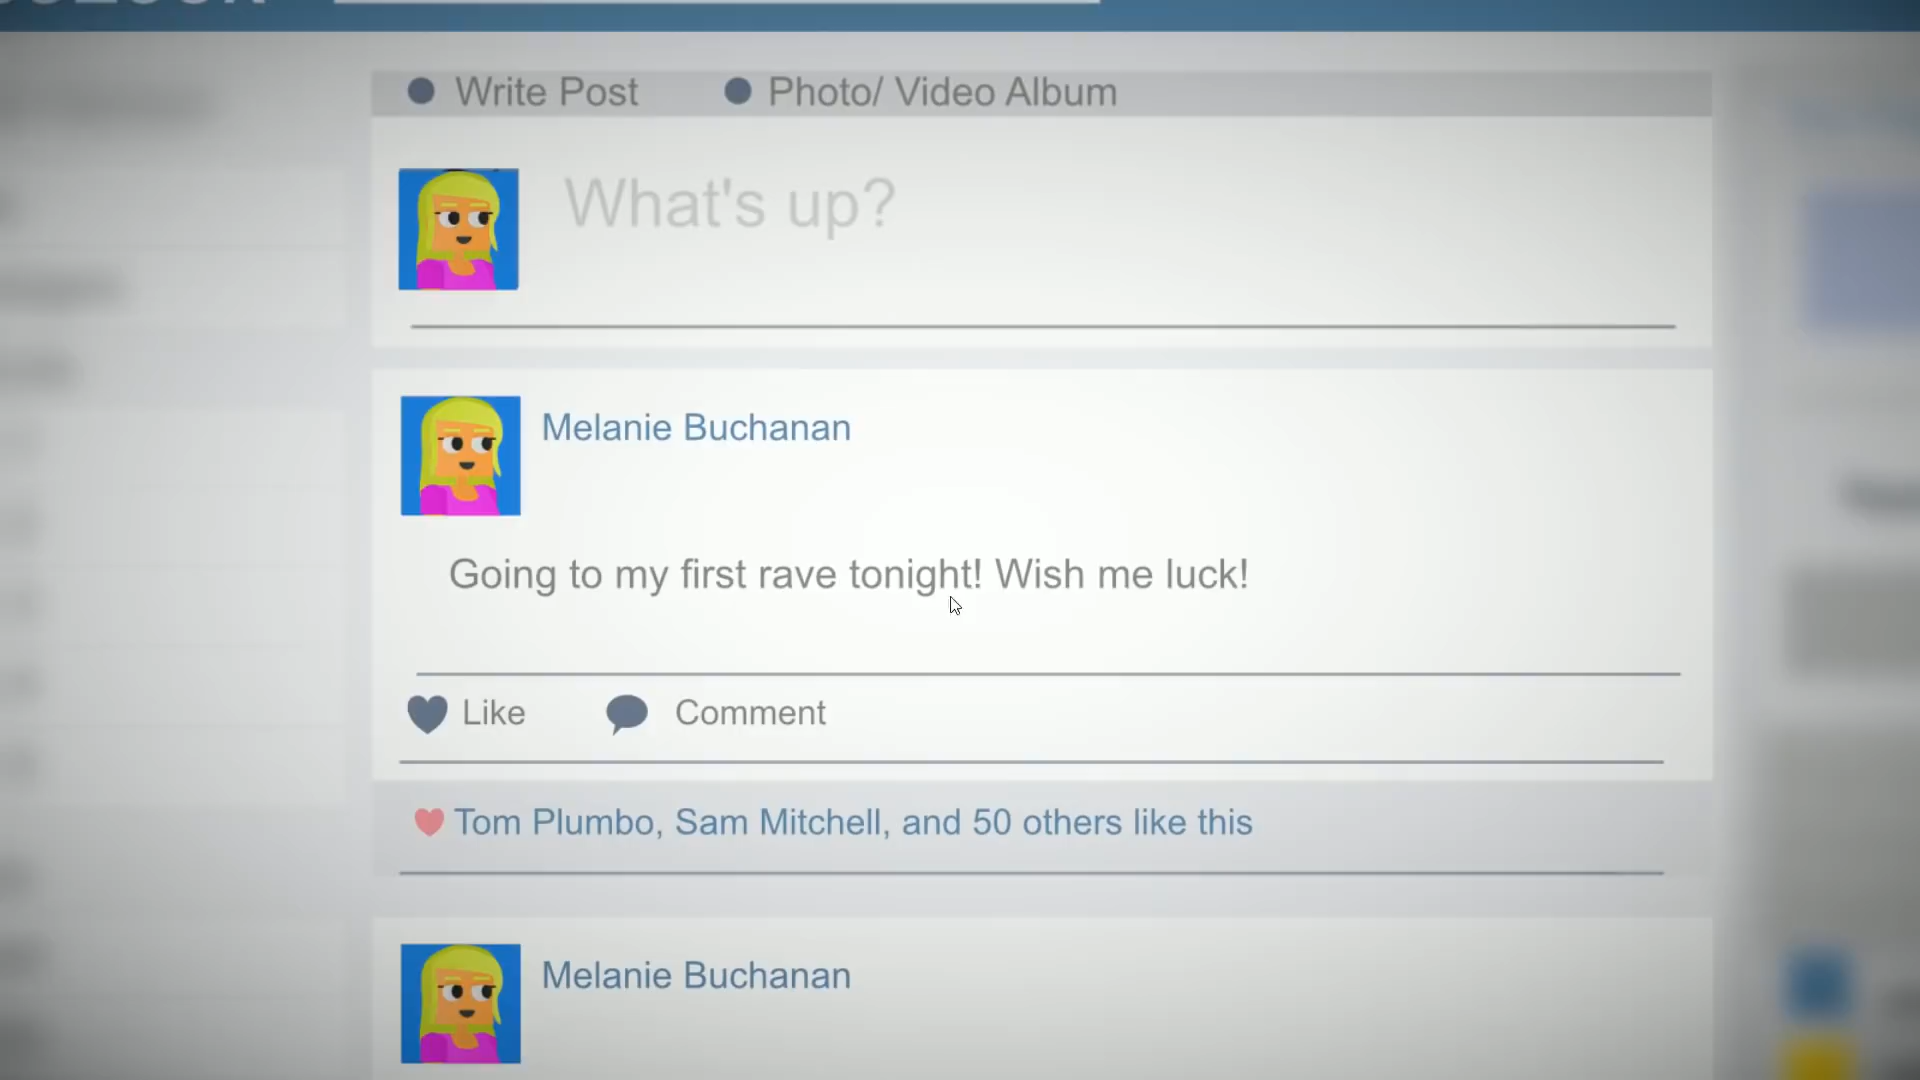 Write Post
Photo/ Video Album
What's up?
Melanie Buchanan
Going to my first rave tonight! Wish me luck!
Like
Comment
Tom Plumbo, Sam Mitchell, and 50 others like this
Melanie Buchanan